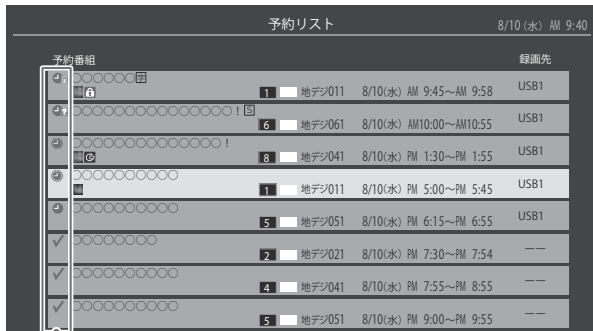 予約リスト 8/10(水) AM 9:40
予約番組 録画先
○○○○○○字
1 地デジ011 8/10(水) AM 9:45~AM 9:58 USB1
○○○○○○○○○○○○○○○!S
6 地デジ061 8/10(水) AM10:00~AM10:55 USB1
○○○○○○○○○○○○○○!
8 地デジ041 8/10(水) PM 1:30~PM 1:55 USB1
○○○○○○○○○○
1 地デジ011 8/10(水) PM 5:00~PM 5:45 USB1
○○○○○○○○○○
5 地デジ051 8/10(水) PM 6:15~PM 6:55 USB1
○○○○○○○○
2 地デジ021 8/10(水) PM 7:30~PM 7:54 ――
○○○○○○○○○○
4 地デジ041 8/10(水) PM 7:55~PM 8:55 ――
○○○○○○○○○○
5 地デジ051 8/10(水) PM 9:00~PM 9:55 ――